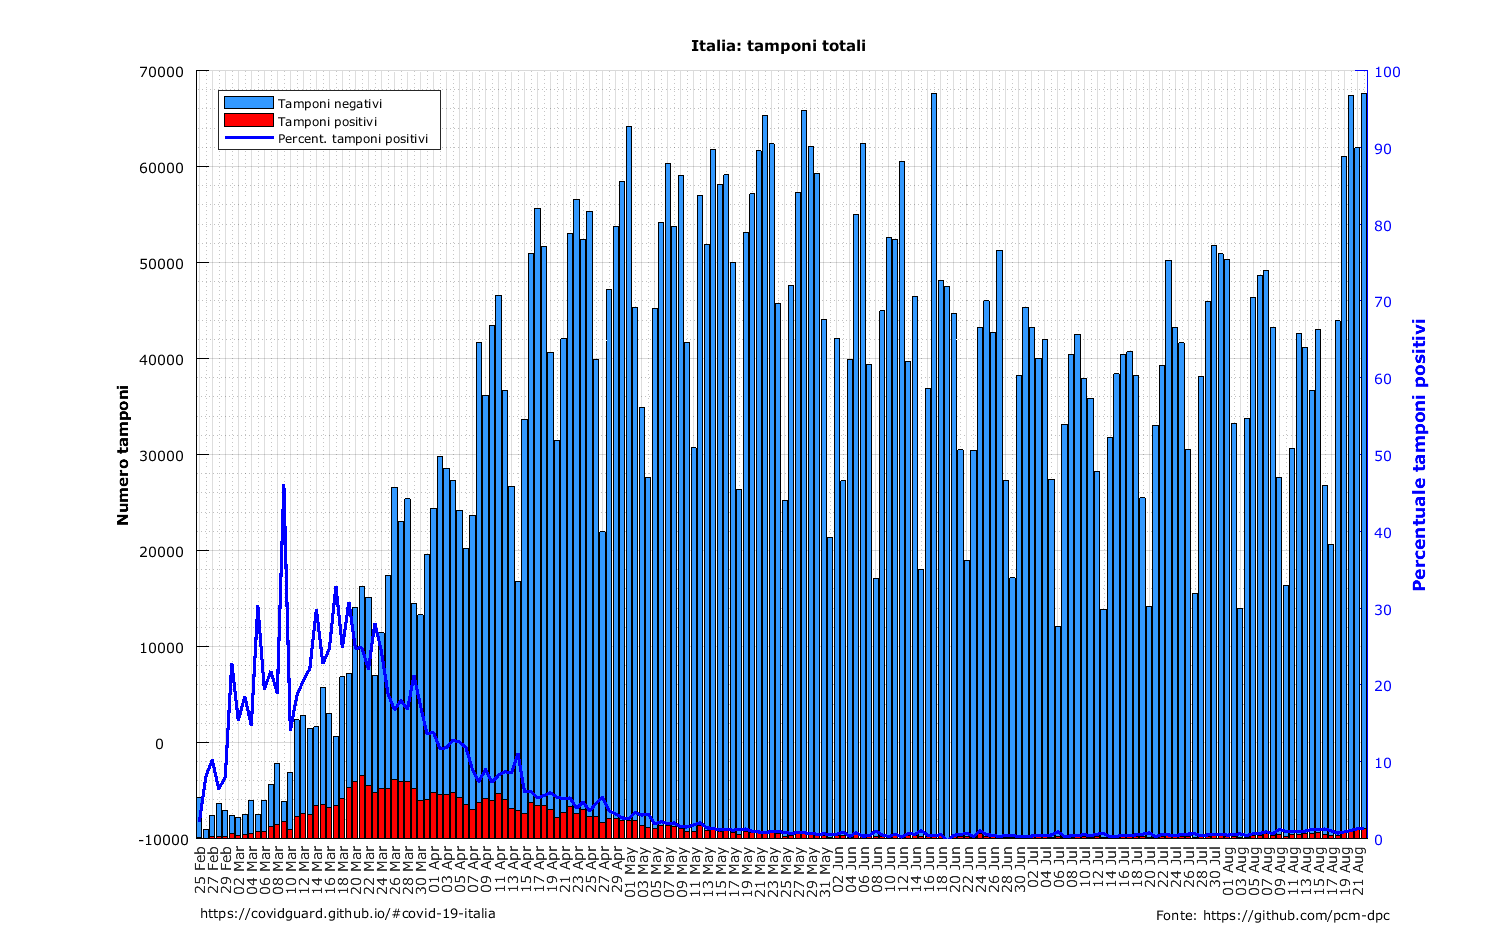 Italia: tamponi totali
Tamponi negativi
Tamponi positivi
Percent. tamponi positivi
Numero tamponi
70000
60000
50000
40000
30000
20000
10000
0
-10000
Percentuale tamponi positivi
100
90
80
70
60
50
40
30
20
10
0
25 Feb
27 Feb
29 Feb
02 Mar
04 Mar
06 Mar
08 Mar
10 Mar
12 Mar
14 Mar
16 Mar
18 Mar
20 Mar
22 Mar
24 Mar
26 Mar
28 Mar
30 Mar
01 Apr
03 Apr
05 Apr
07 Apr
09 Apr
11 Apr
13 Apr
15 Apr
17 Apr
19 Apr
21 Apr
23 Apr
25 Apr
27 Apr
29 Apr
01 May
03 May
05 May
07 May
09 May
11 May
13 May
15 May
17 May
19 May
21 May
23 May
25 May
27 May
29 May
31 May
02 Jun
04 Jun
06 Jun
08 Jun
10 Jun
12 Jun
14 Jun
16 Jun
18 Jun
20 Jun
22 Jun
24 Jun
26 Jun
28 Jun
30 Jun
02 Jul
04 Jul
06 Jul
08 Jul
10 Jul
12 Jul
14 Jul
16 Jul
18 Jul
20 Jul
22 Jul
24 Jul
26 Jul
28 Jul
30 Jul
01 Aug
03 Aug
05 Aug
07 Aug
09 Aug
11 Aug
13 Aug
15 Aug
17 Aug
19 Aug
21 Aug
https://covidguard.github.io/#covid-19-italia
Fonte: https://github.com/pcm-dpc